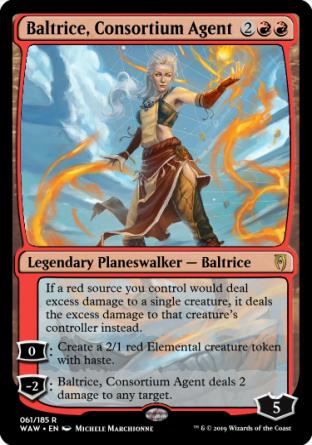 Baltrice, Consortium Agent 2
Legendary Planeswalker — Baltrice
If a red source you control would deal
excess damage to a single creature, it deals
the excess damage to that creature's
controller instead.
0 : Create a 2/1 red Elemental creature token
with haste.
-2 : Baltrice, Consortium Agent deals 2
damage to any target.
5
061/185 R
WAW • EN Michele Marchionne
™ & © 2019 Wizards of the Coast